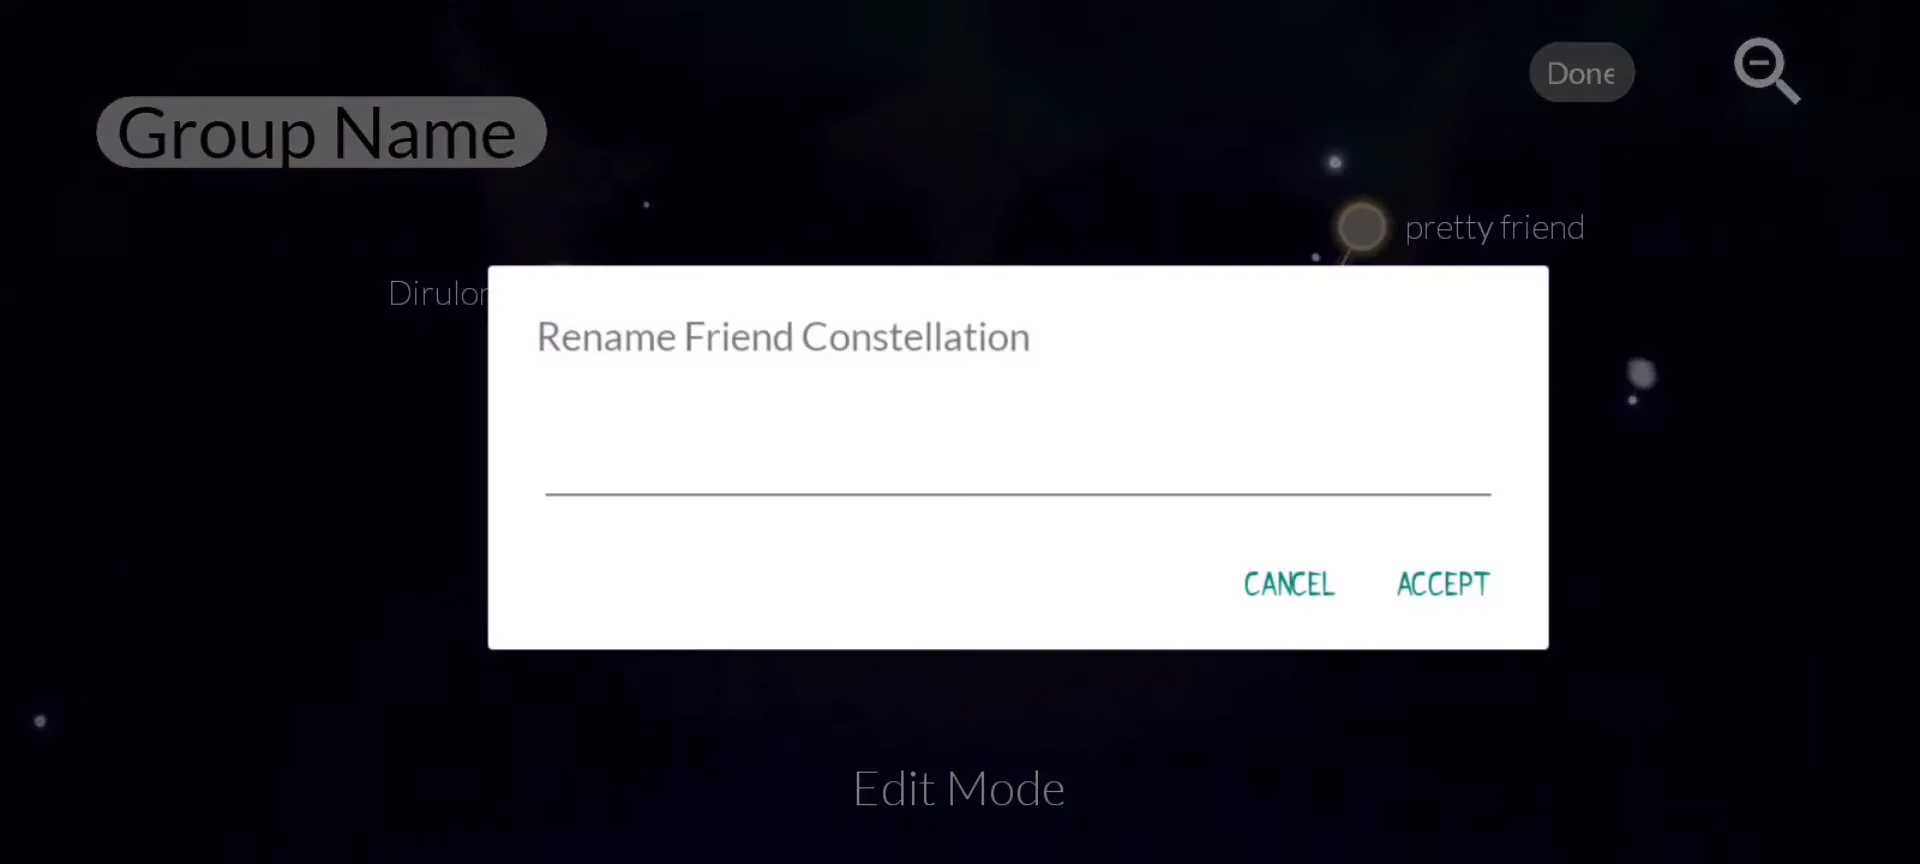 Done
Group Name
pretty friend
Rename Friend Constellation
CANCEL ACCEPT
Edit Mode